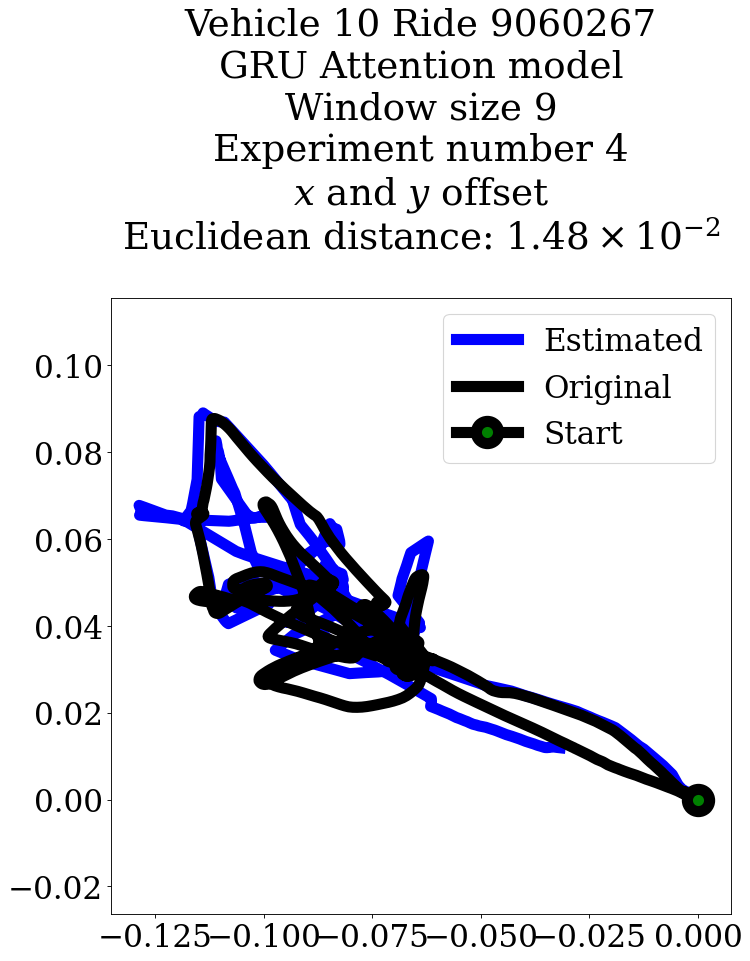 Vehicle 10 Ride 9060267
GRU Attention model
Window size 9
Experiment number 4
x and y offset
Euclidean distance: 1.48 × 10⁻²
Estimated
Original
Start
0.10
0.08
0.06
0.04
0.02
0.00
−0.02
−0.125 −0.100 −0.075 −0.050 −0.025 0.000